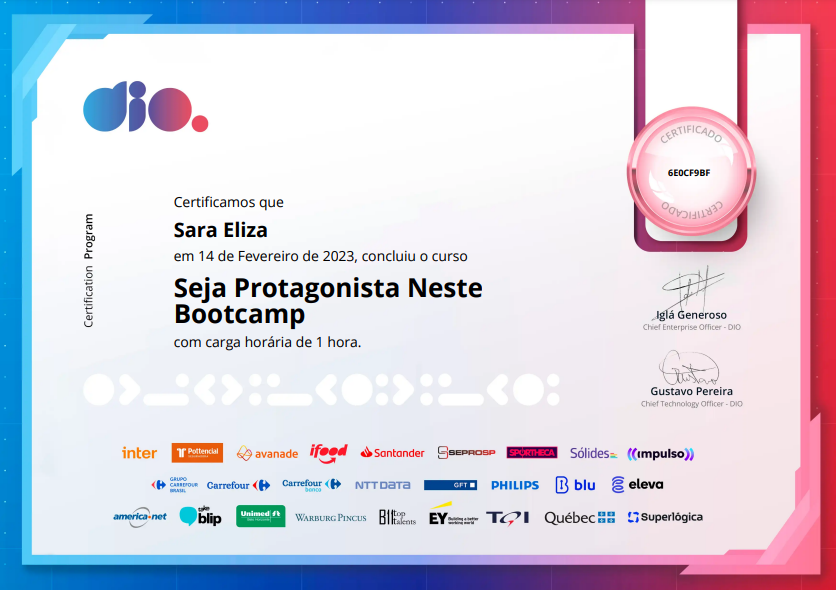 dio.
CERTIFICADO
6E0CF9BF
CERTIFICADO
Certificamos que
Sara Eliza
em 14 de Fevereiro de 2023, concluiu o curso
Seja Protagonista Neste
Bootcamp
com carga horária de 1 hora.
Certification Program
Iglá Generoso
Chief Enterprise Officer - DIO
Gustavo Pereira
Chief Technology Officer - DIO
inter Pottencial avanade ifood Santander SEPROSP SPORTHECA Sólides impulso
GRUPO CARREFOUR BRASIL Carrefour Carrefour banco NTT DATA GFT PHILIPS blu eleva
america net take blip Unimed WARBURG PINCUS Bit top talents EY Building a better working world TQI Québec Superlógica